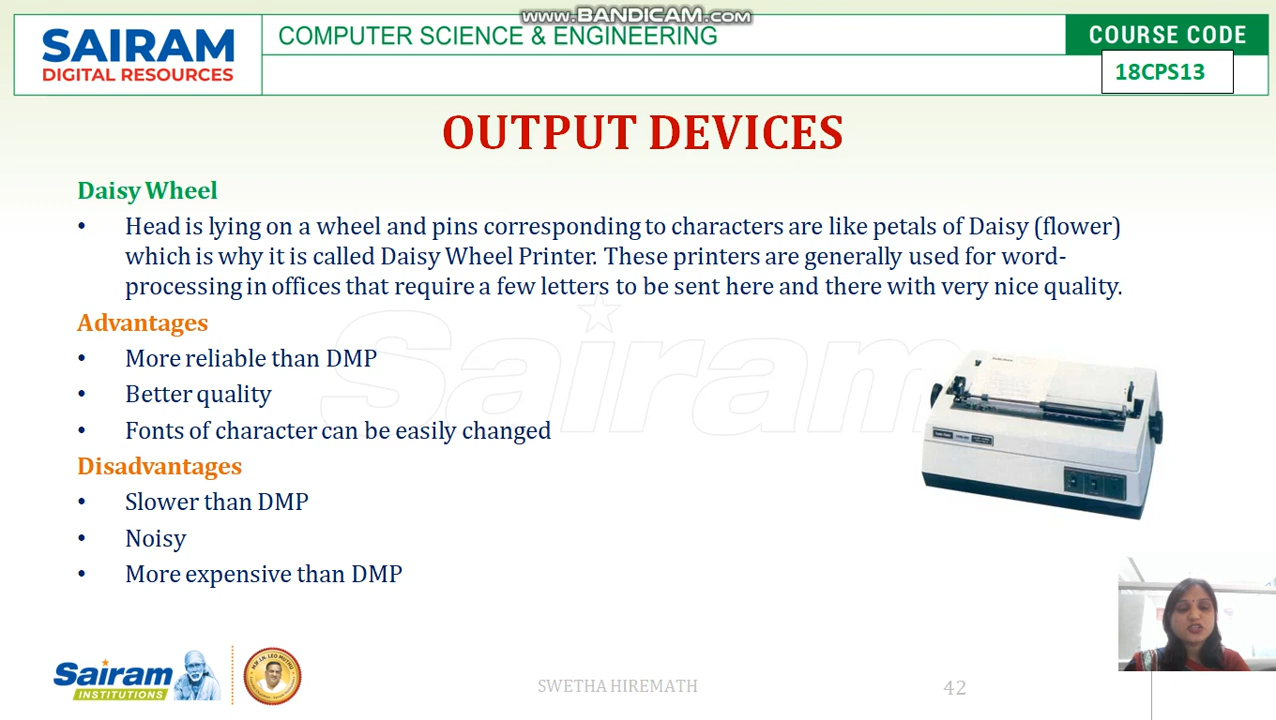 www.BANDICAM.com
SAIRAM
DIGITAL RESOURCES
COMPUTER SCIENCE & ENGINEERING
COURSE CODE
18CPS13
OUTPUT DEVICES
Daisy Wheel
• Head is lying on a wheel and pins corresponding to characters are like petals of Daisy (flower)
which is why it is called Daisy Wheel Printer. These printers are generally used for word-
processing in offices that require a few letters to be sent here and there with very nice quality.
Advantages
• More reliable than DMP
• Better quality
• Fonts of character can be easily changed
Disadvantages
• Slower than DMP
• Noisy
• More expensive than DMP
Sairam
Sairam
INSTITUTIONS
SWETHA HIREMATH
42